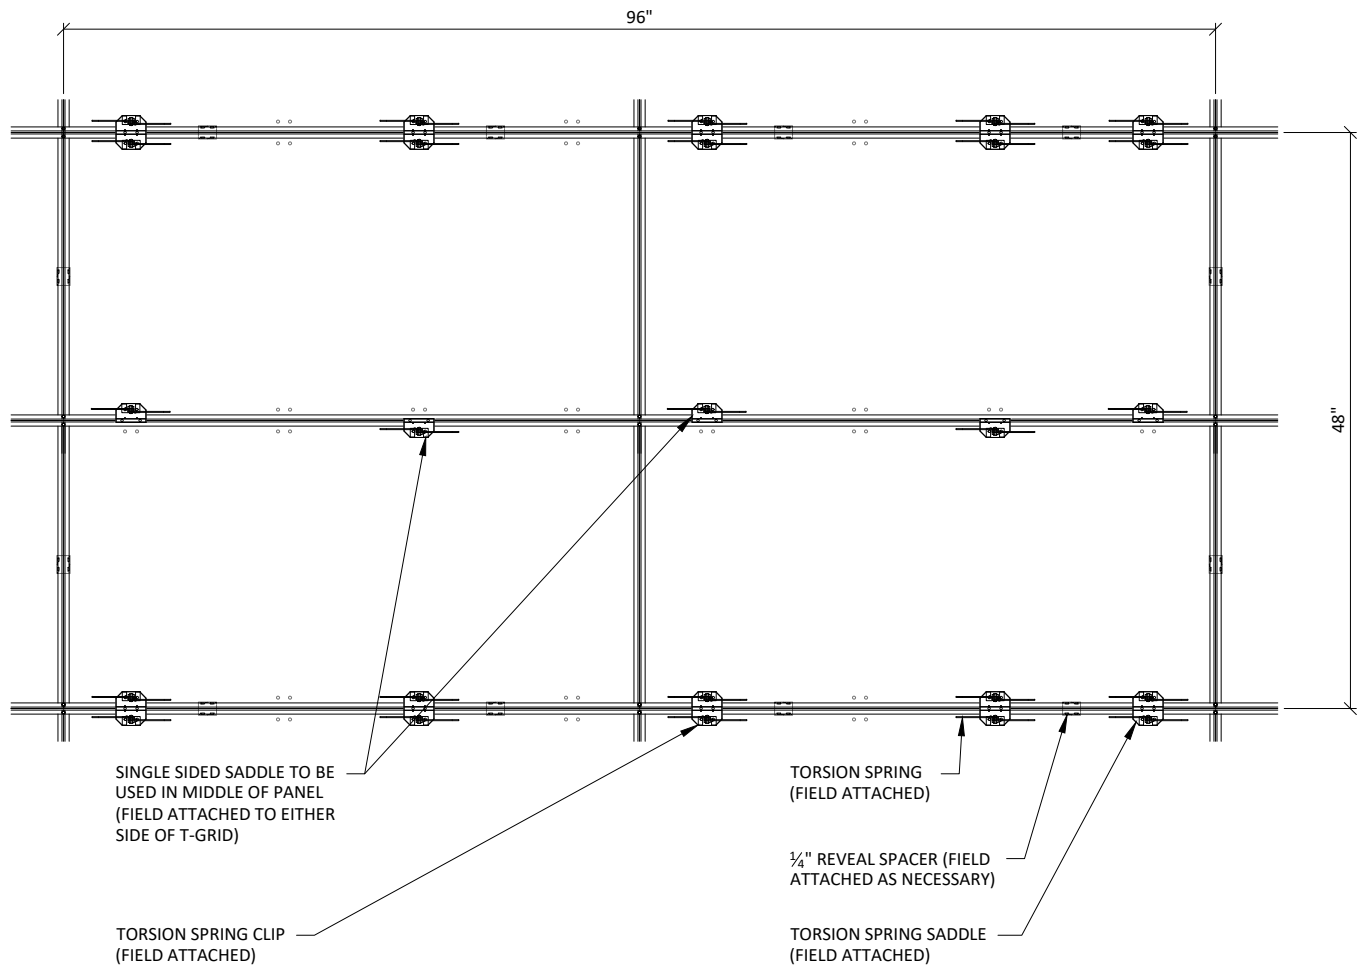 96"
48"
SINGLE SIDED SADDLE TO BE
USED IN MIDDLE OF PANEL
(FIELD ATTACHED TO EITHER
SIDE OF T-GRID)
TORSION SPRING
(FIELD ATTACHED)
¼" REVEAL SPACER (FIELD
ATTACHED AS NECESSARY)
TORSION SPRING CLIP
(FIELD ATTACHED)
TORSION SPRING SADDLE
(FIELD ATTACHED)